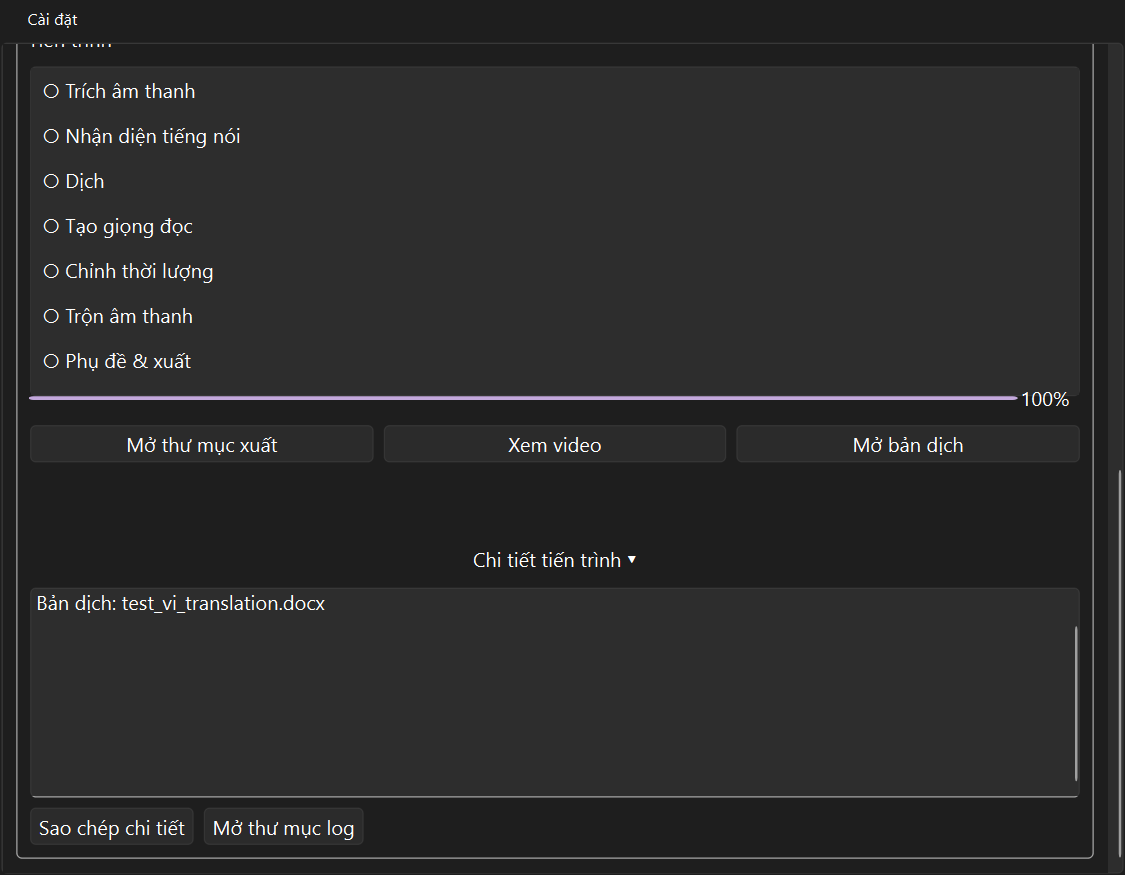 Cài đặt
Tiến trình
Trích âm thanh
Nhận diện tiếng nói
Dịch
Tạo giọng đọc
Chỉnh thời lượng
Trộn âm thanh
Phụ đề & xuất
100%
Mở thư mục xuất Xem video Mở bản dịch
Chi tiết tiến trình ▼
Bản dịch: test_vi_translation.docx
Sao chép chi tiết Mở thư mục log